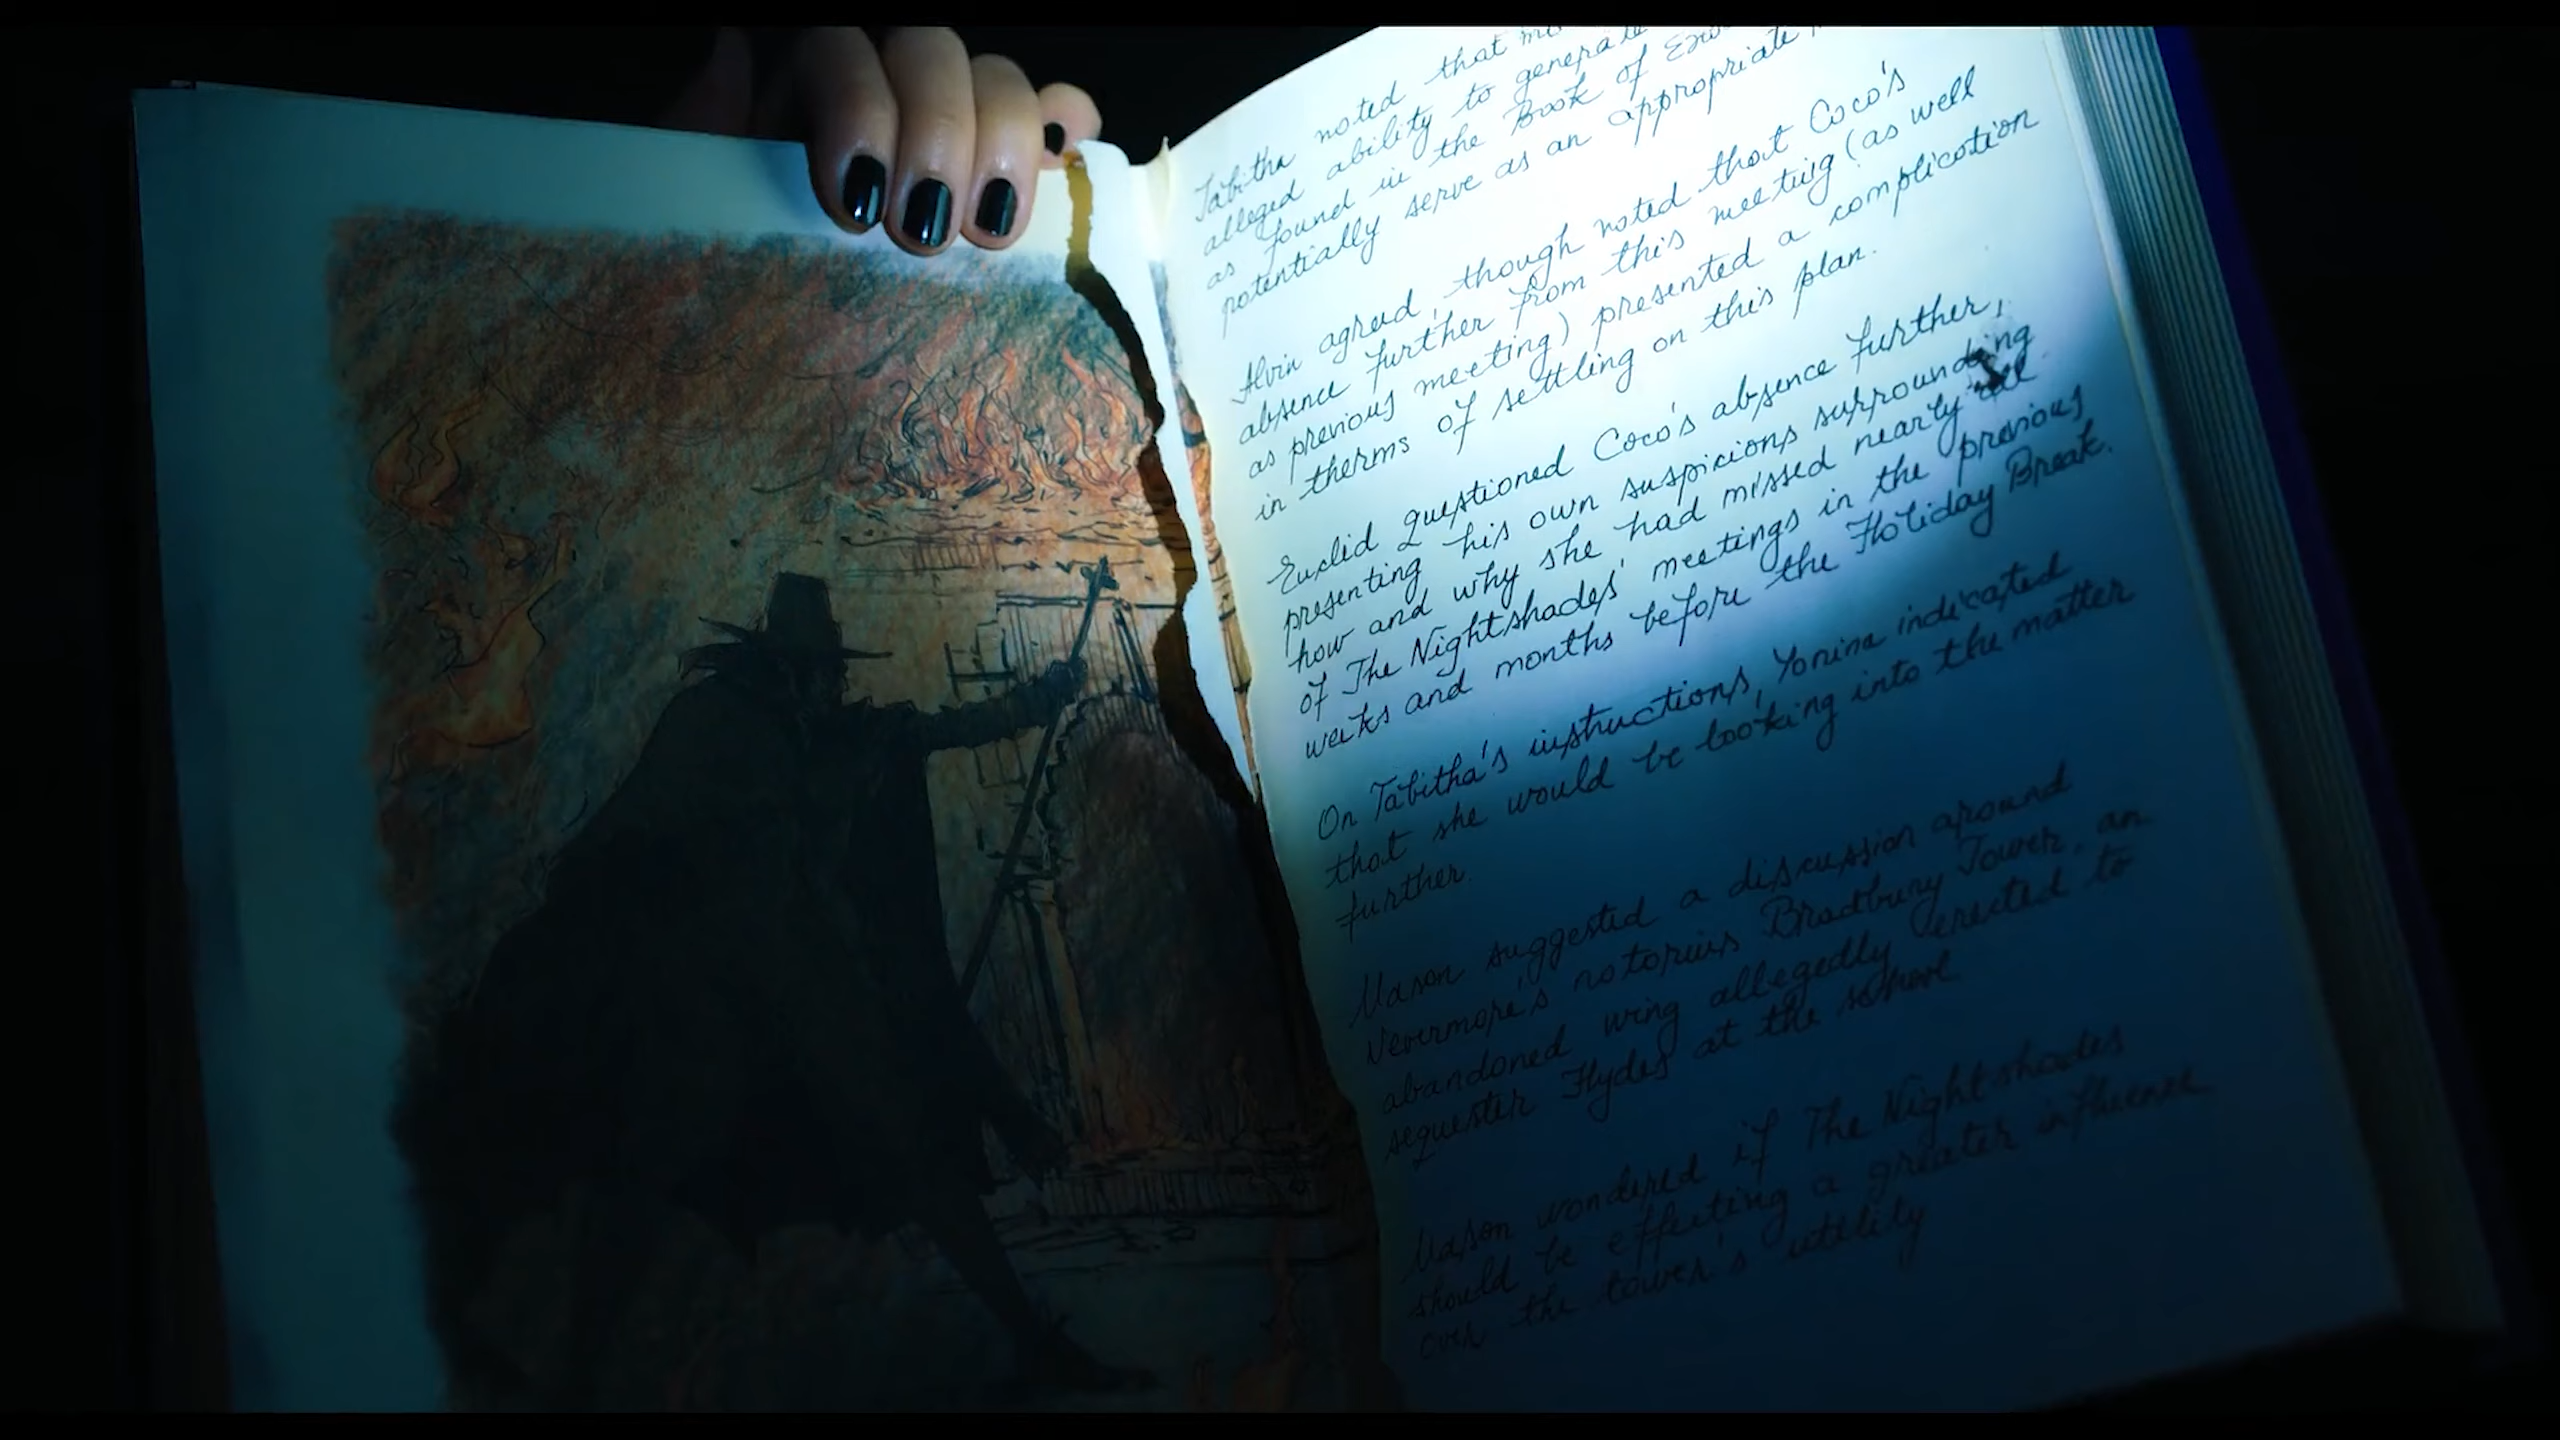 Tabitha noted that
alleged ability to generate
as found in the Book of
potentially serve as an appropriate
Alvin agreed, though noted that Coco's
absence further from this meeting (as well
as previous meeting) presented a complication
in therms of settling on this plan.
Euclid questioned Coco's absence further,
presenting his own suspicions surrounding
how and why she had missed nearly all
of The Nightshades' meetings in the previous
weeks and months before the Holiday Break.
On Tabitha's instructions, Yonina indicated
that she would be looking into the matter
further.
Mason suggested a discussion around
Nevermore's notorius Bradbury Tower, an
abandoned wing allegedly erected to
sequester Hydes at the school
Mason wondered if The Nightshades
should be effecting a greater influence
over the tower's utility